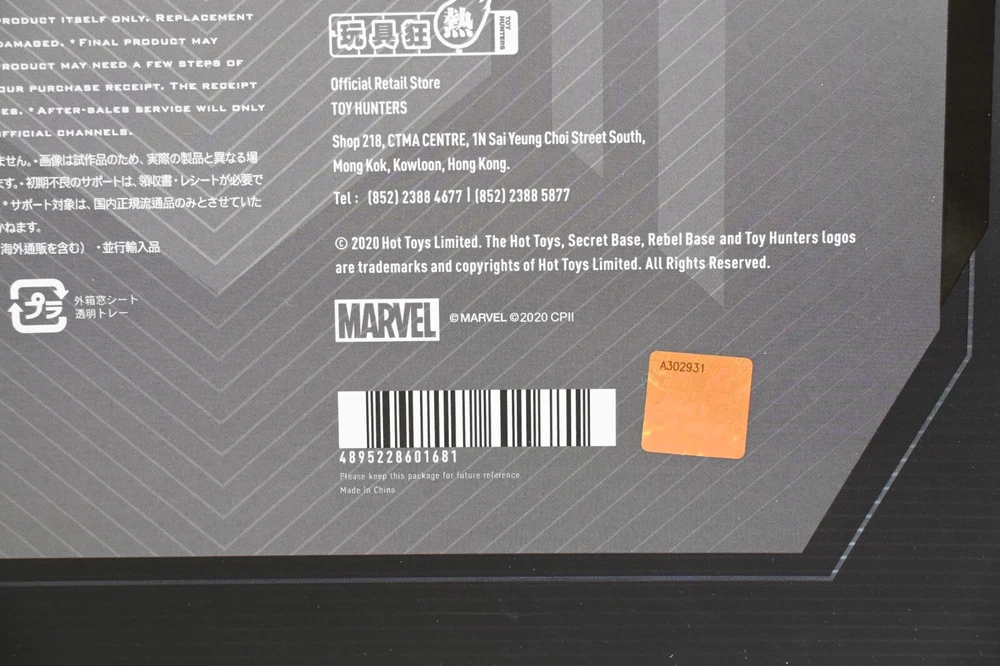 PRODUCT ITSELF ONLY. REPLACEMENT
DAMAGED. *FINAL PRODUCT MAY
PRODUCT MAY NEED A FEW STEPS OF
OUR PURCHASE RECEIPT. THE RECEIPT
ES. *AFTER-SALES SERVICE WILL ONLY
OFFICIAL CHANNELS.
ません。・画像は試作品のため、実際の製品と異なる場
ます。・初期不良のサポートは、領収書・レシートが必要で
*サポート対象は、国内正規流通品のみとさせていた
かねます。
海外通販を含む） ・並行輸入品
プラ
外箱窓シート
透明トレー
玩具狂熱
TOY HUNTERS
Official Retail Store
TOY HUNTERS
Shop 218, CTMA CENTRE, 1N Sai Yeung Choi Street South,
Mong Kok, Kowloon, Hong Kong.
Tel : (852) 2388 4677 | (852) 2388 5877
© 2020 Hot Toys Limited. The Hot Toys, Secret Base, Rebel Base and Toy Hunters logos
are trademarks and copyrights of Hot Toys Limited. All Rights Reserved.
MARVEL ©MARVEL ©2020 CPII
A302931
4895228601681
Please keep this package for future reference
Made in China